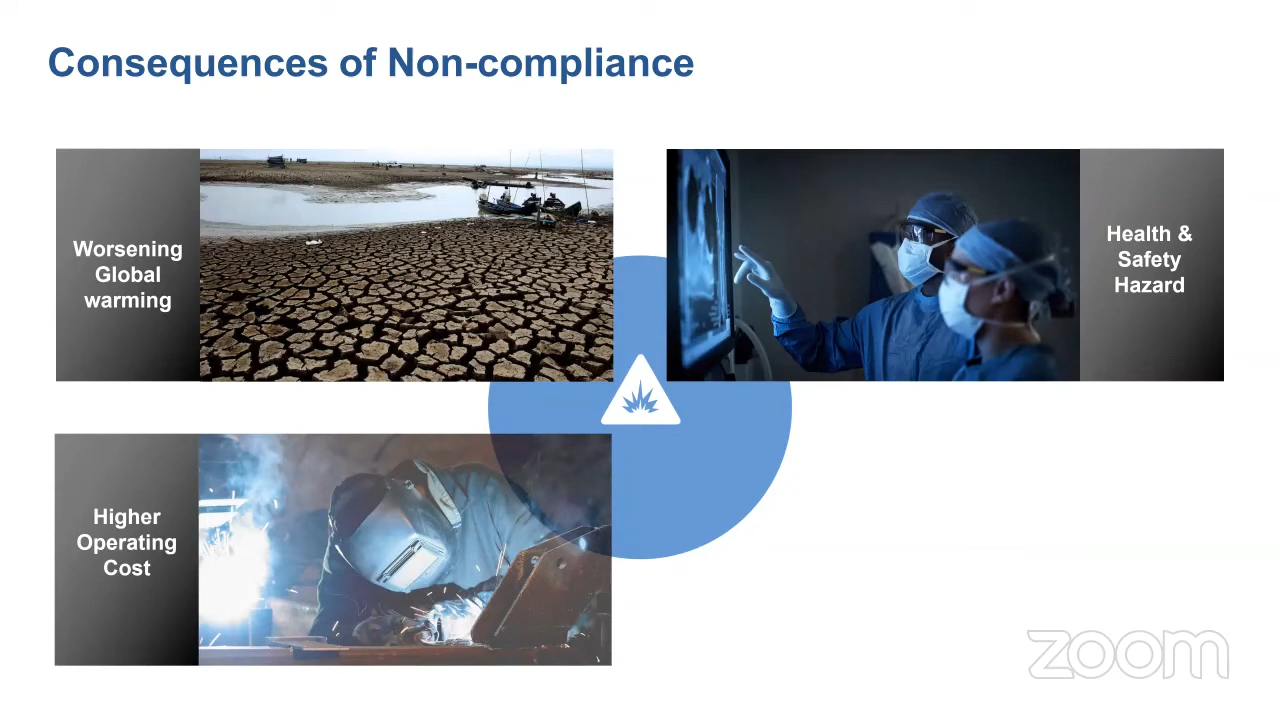 Consequences of Non-compliance
Worsening
Global
warming
Health &
Safety
Hazard
Higher
Operating
Cost
zoom